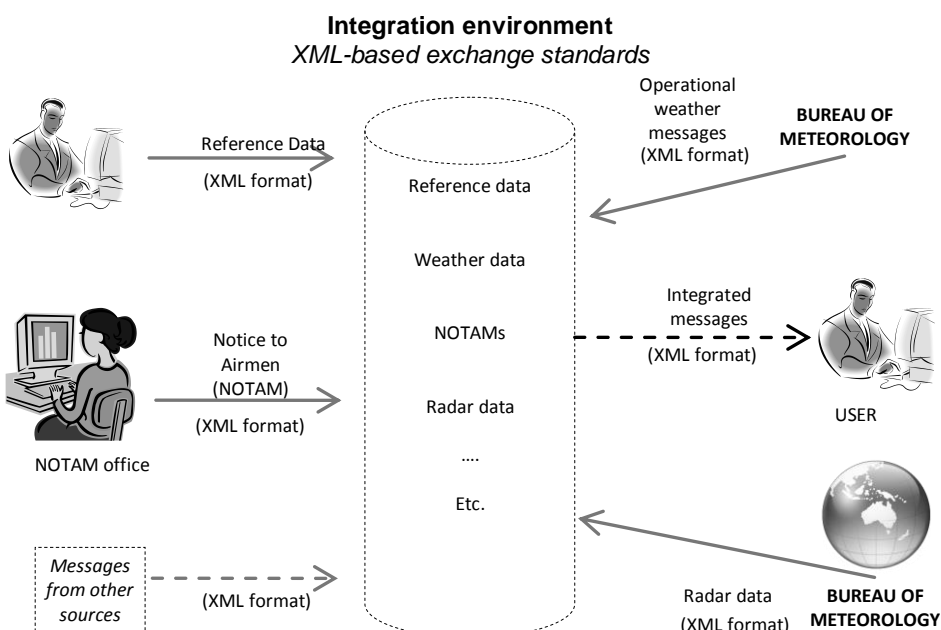 Integration environment
XML-based exchange standards
Reference Data
(XML format)
Notice to
Airmen
(NOTAM)
(XML format)
NOTAM office
Messages
from other
sources
(XML format)
Reference data
Weather data
NOTAMs
Radar data
....
Etc.
Operational
weather
messages
(XML format)
BUREAU OF
METEOROLOGY
Integrated
messages
(XML format)
USER
Radar data
(XML format)
BUREAU OF
METEOROLOGY